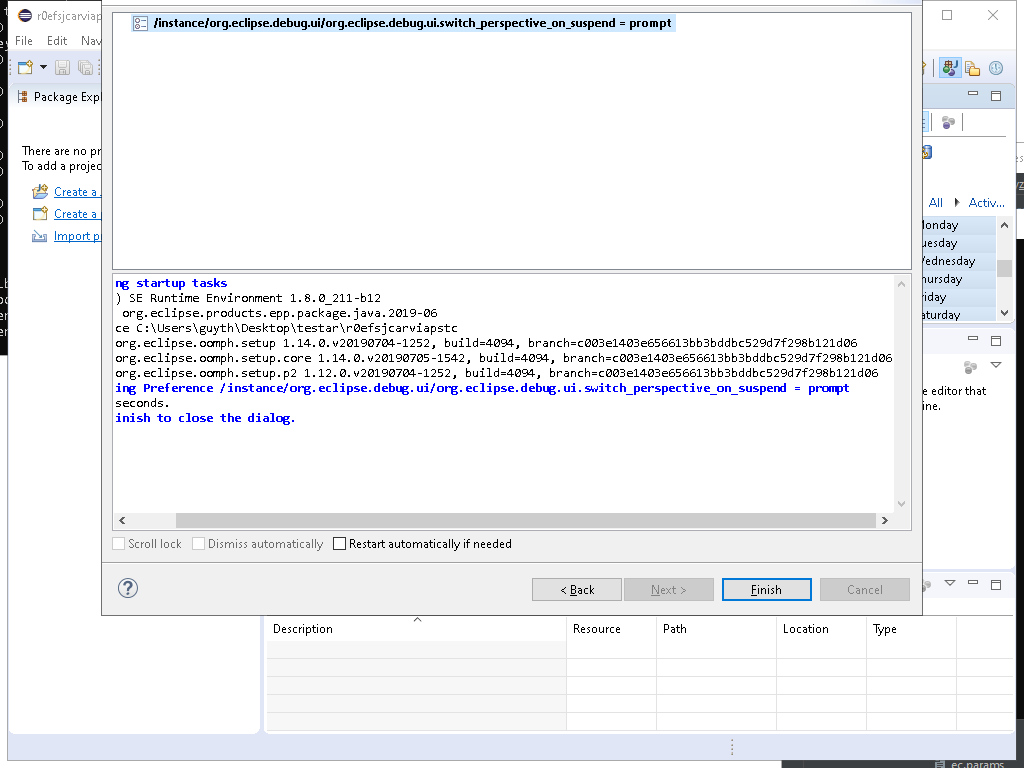 r0efsjcarviap
/instance/org.eclipse.debug.ui/org.eclipse.debug.ui.switch_perspective_on_suspend = prompt
File Edit Nav
Package Expl
There are no pr
To add a project
Create a
Create a
Import p
All Activ...
Monday
Tuesday
Wednesday
Thursday
Friday
Saturday
ng startup tasks
) SE Runtime Environment 1.8.0_211-b12
org.eclipse.products.epp.package.java.2019-06
ce C:\Users\guyth\Desktop\testar\r0efsjcarviapstc
org.eclipse.oomph.setup 1.14.0.v20190704-1252, build=4094, branch=c003e1403e656613bb3bddbc529d7f298b121d06
org.eclipse.oomph.setup.core 1.14.0.v20190705-1542, build=4094, branch=c003e1403e656613bb3bddbc529d7f298b121d06
org.eclipse.oomph.setup.p2 1.12.0.v20190704-1252, build=4094, branch=c003e1403e656613bb3bddbc529d7f298b121d06
ing Preference /instance/org.eclipse.debug.ui/org.eclipse.debug.ui.switch_perspective_on_suspend = prompt
seconds.
inish to close the dialog.
e editor that
ine.
Scroll lock Dismiss automatically Restart automatically if needed
? < Back Next > Finish Cancel
Description Resource Path Location Type
ec.params